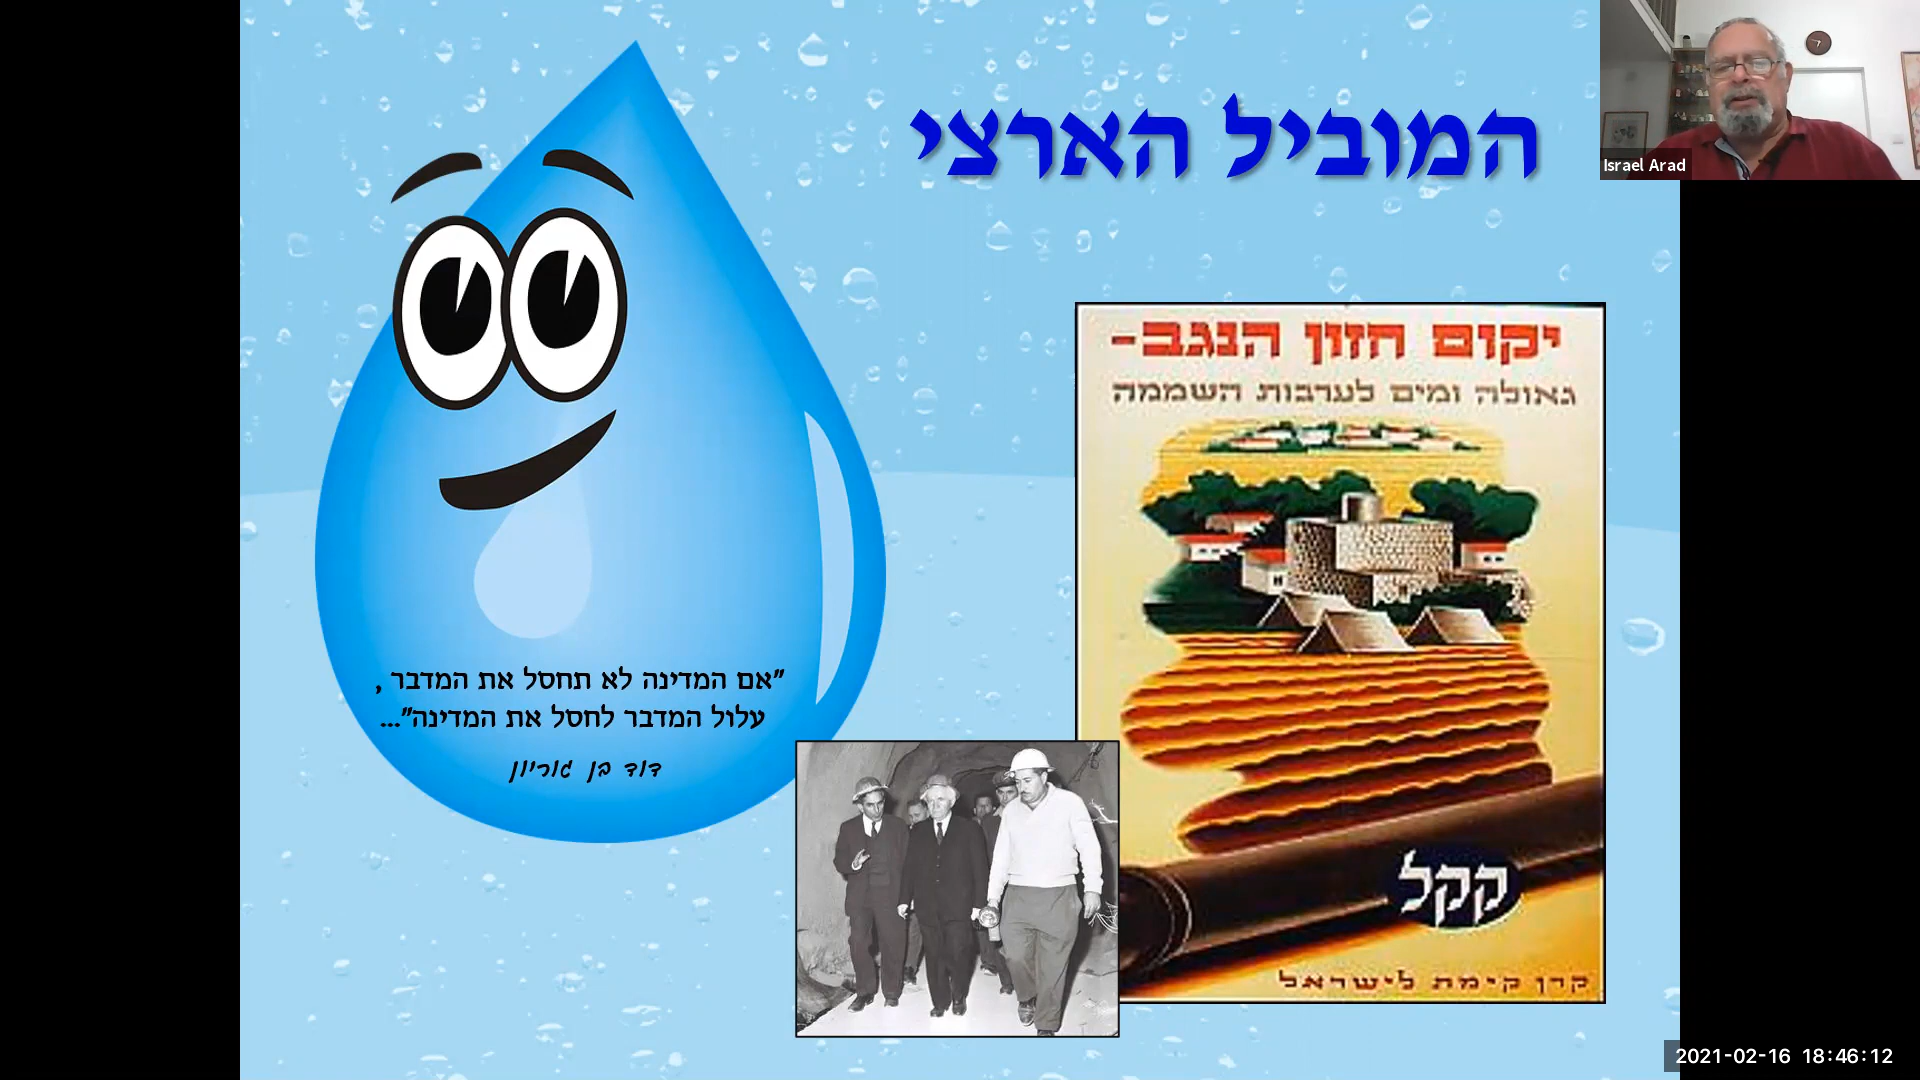 המוביל הארצי
Israel Arad
יקום חזון הנגב-
גאולה ומים לערבות השממה
"אם המדינה לא תחסל את המדבר,
עלול המדבר לחסל את המדינה"...
דוד בן גוריון
קקל
קרן קימת לישראל
2021-02-16 18:46:12